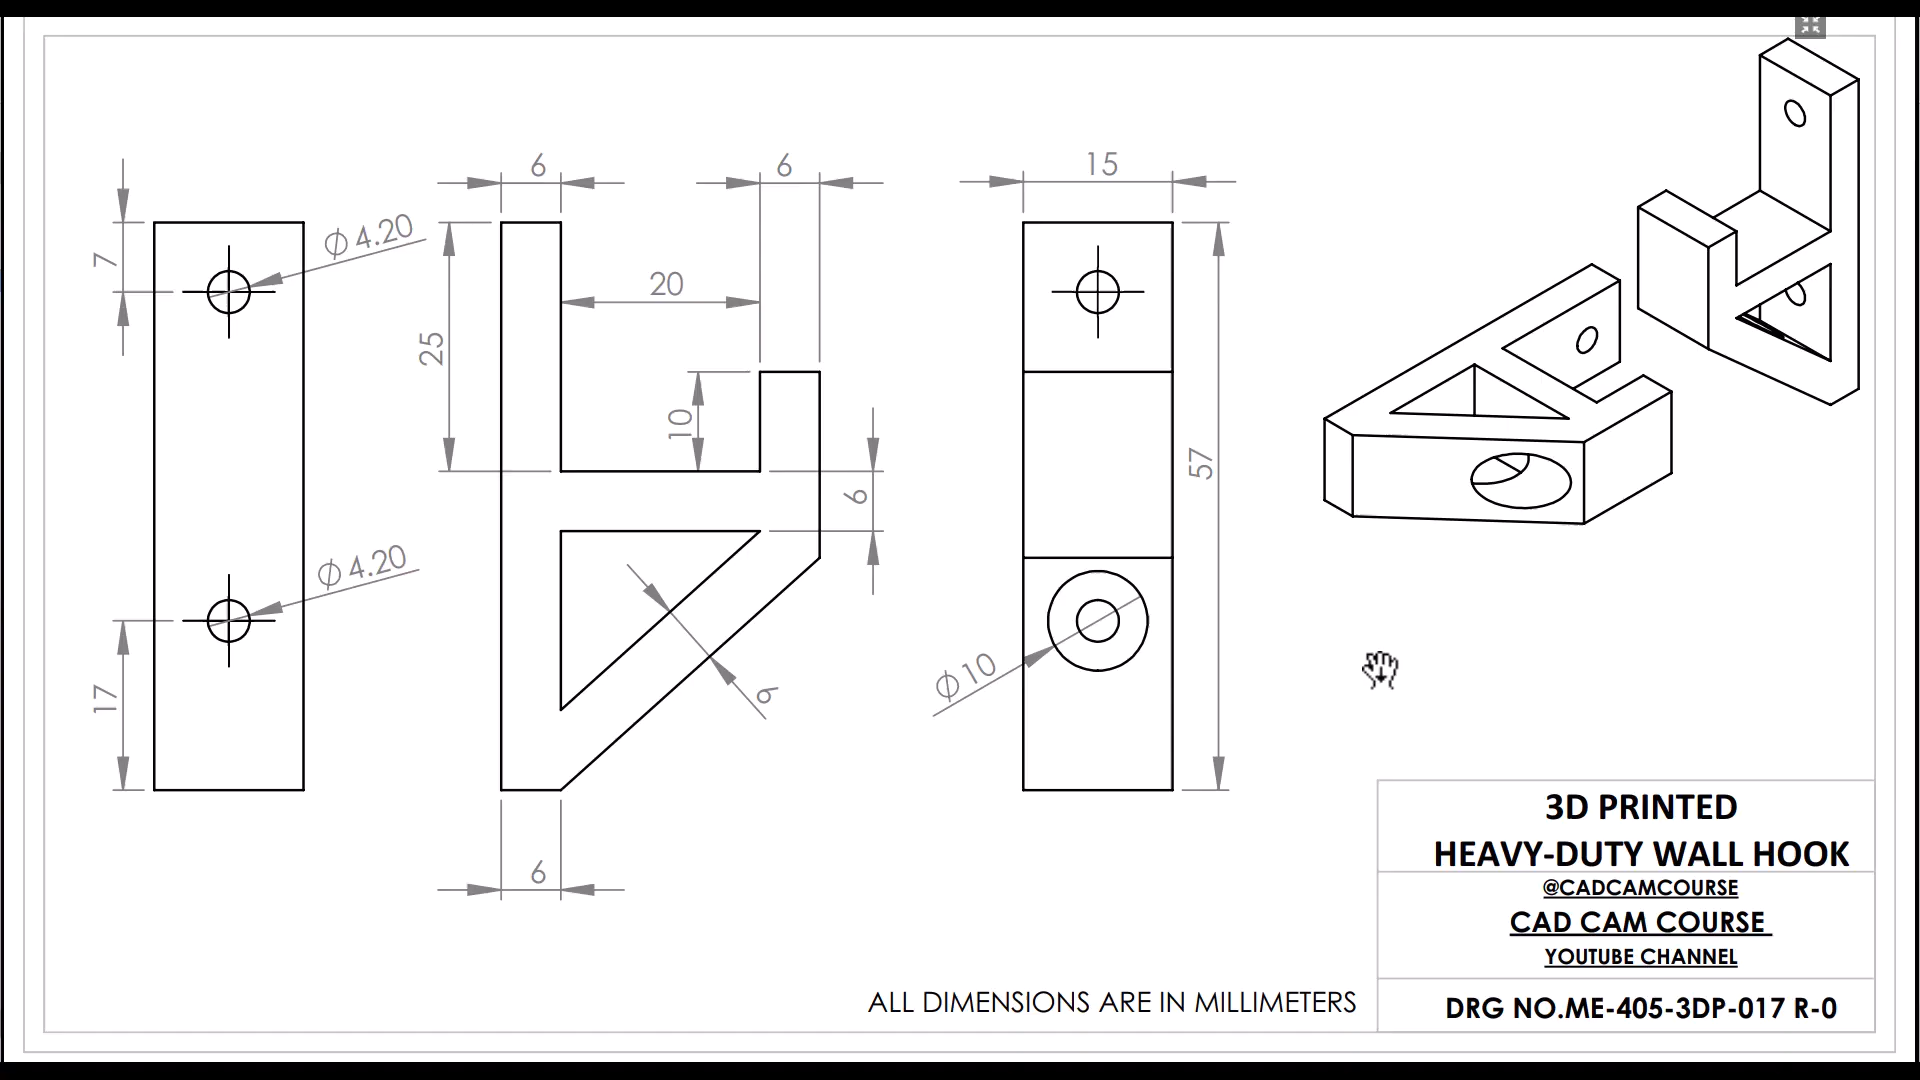 6
6
15
7
Ø 4.20
25
20
10
6
57
Ø 4.20
17
6
Ø 10
6
3D PRINTED
HEAVY-DUTY WALL HOOK
@CADCAMCOURSE
CAD CAM COURSE
YOUTUBE CHANNEL
ALL DIMENSIONS ARE IN MILLIMETERS
DRG NO.ME-405-3DP-017 R-0